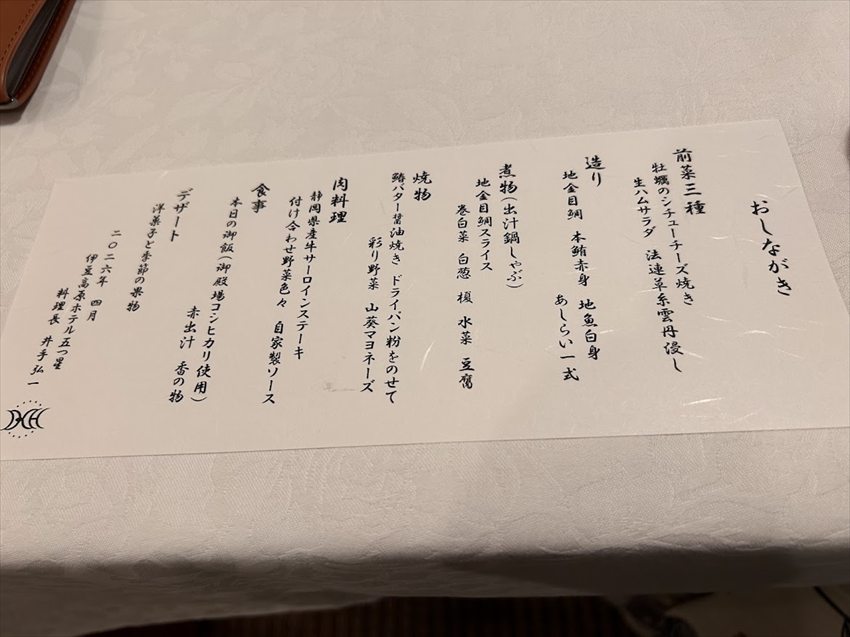 おしながき
前菜三種
牡蠣のシチューチーズ焼き
生ハムサラダ 法連草糸雲丹浸し
造り
地金目鯛 本鮪赤身 地魚白身
あしらい一式
煮物(出汁鍋しゃぶ)
地金目鯛スライス
巻白菜 白葱 榎 水菜 豆腐
焼物
鰆バター醤油焼き ドライパン粉をのせて
彩り野菜 山葵マヨネーズ
肉料理
静岡県産牛サーロインステーキ
付け合わせ野菜色々 自家製ソース
食事
本日の御飯(御殿場コシヒカリ使用)
赤出汁 香の物
デザート
洋菓子と季節の果物
二〇二六年 四月
伊豆高原ホテル五つ星
料理長 井手弘一